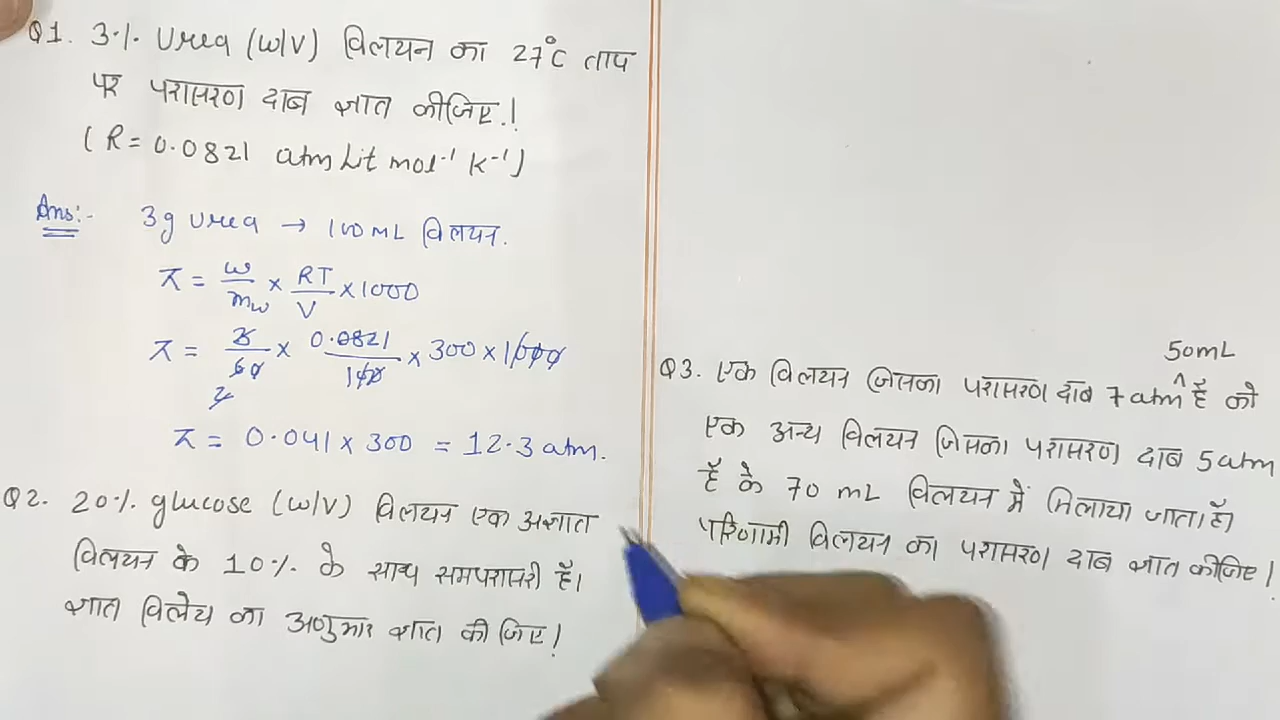 Q1. 3.1. Urea (W/V) विलयन का 27°C ताप
पर परासरण दाब ज्ञात कीजिए.!
(R = 0.0821 atm Lit mol⁻¹ K⁻¹)
Ans:- 3g urea → 100 mL विलयन.
π = w/mw × RT/V × 1000
π = 3/60 × 0.0821/100 × 300 × 1000
2
π = 0.041 × 300 = 12.3 atm.
Q2. 20% glucose (W/V) विलयन एक अज्ञात
विलयन के 10% के साथ समपरासरी है।
ज्ञात विलेय का अणुभार ज्ञात कीजिए!
50mL
Q3. एक विलयन जिसका परासरण दाब 7 atm ^ है को
एक अन्य विलयन जिसका परासरण दाब 5 atm
है के 70 mL विलयन में मिलाया जाता है।
परिणामी विलयन का परासरण दाब ज्ञात कीजिए!